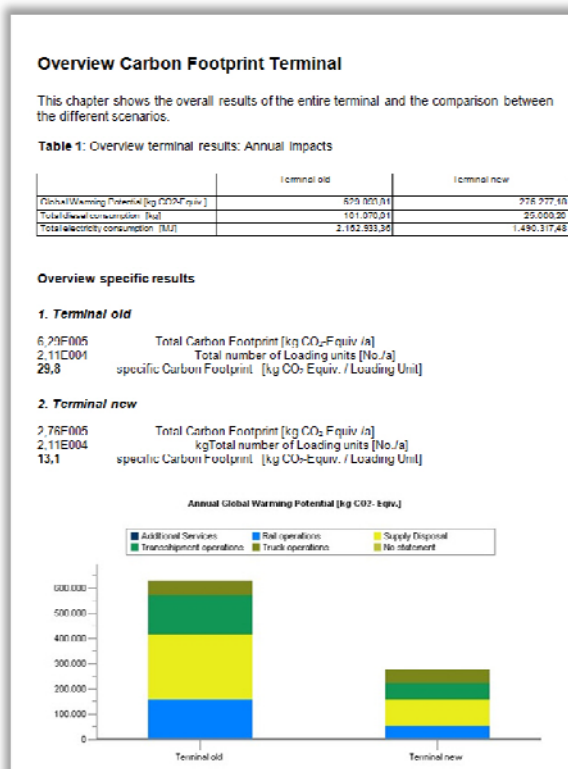 Overview Carbon Footprint Terminal
This chapter shows the overall results of the entire terminal and the comparison between
the different scenarios.
Table 1: Overview terminal results: Annual Impacts
Terminal old Terminal new
Global Warming Potential [kg CO2-Equiv.] 276.277,18
Total diesel consumption [kg] 25.000,20
Total electricity consumption [MJ] 2.162.933,36 1.490.317,48
Overview specific results
1. Terminal old
6,29E005 Total Carbon Footprint [kg CO₂-Equiv./a]
2,11E004 Total number of Loading units [No./a]
29,8 specific Carbon Footprint [kg CO₂ Equiv. / Loading Unit]
2. Terminal new
2,76E005 Total Carbon Footprint [kg CO₂ Equiv./a]
2,11E004 kgTotal number of Loading units [No./a]
13,1 specific Carbon Footprint [kg CO₂-Equiv. / Loading Unit]
Annual Global Warming Potential [kg CO2- Eqiv.]
Additional Services Rail operations Supply Disposal
Transshipment operations Truck operations No statement
600.000
500.000
400.000
300.000
200.000
100.000
0
Terminal old Terminal new